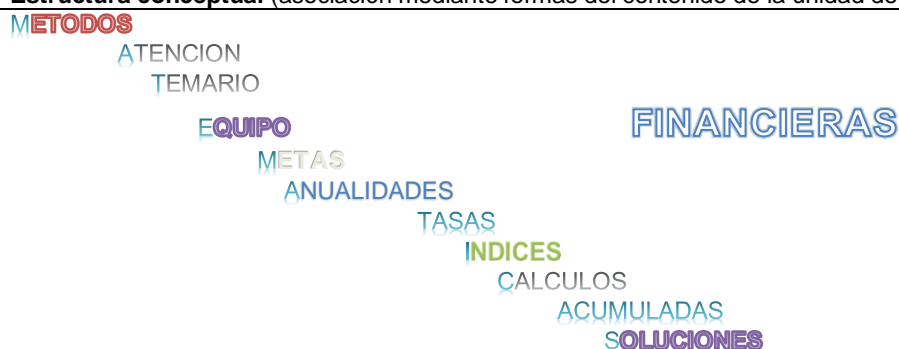 Estructura conceptual (asociación mediante formas del contenido de la unidad de
METODOS
ATENCION
TEMARIO
EQUIPO
FINANCIERAS
METAS
ANUALIDADES
TASAS
INDICES
CALCULOS
ACUMULADAS
SOLUCIONES